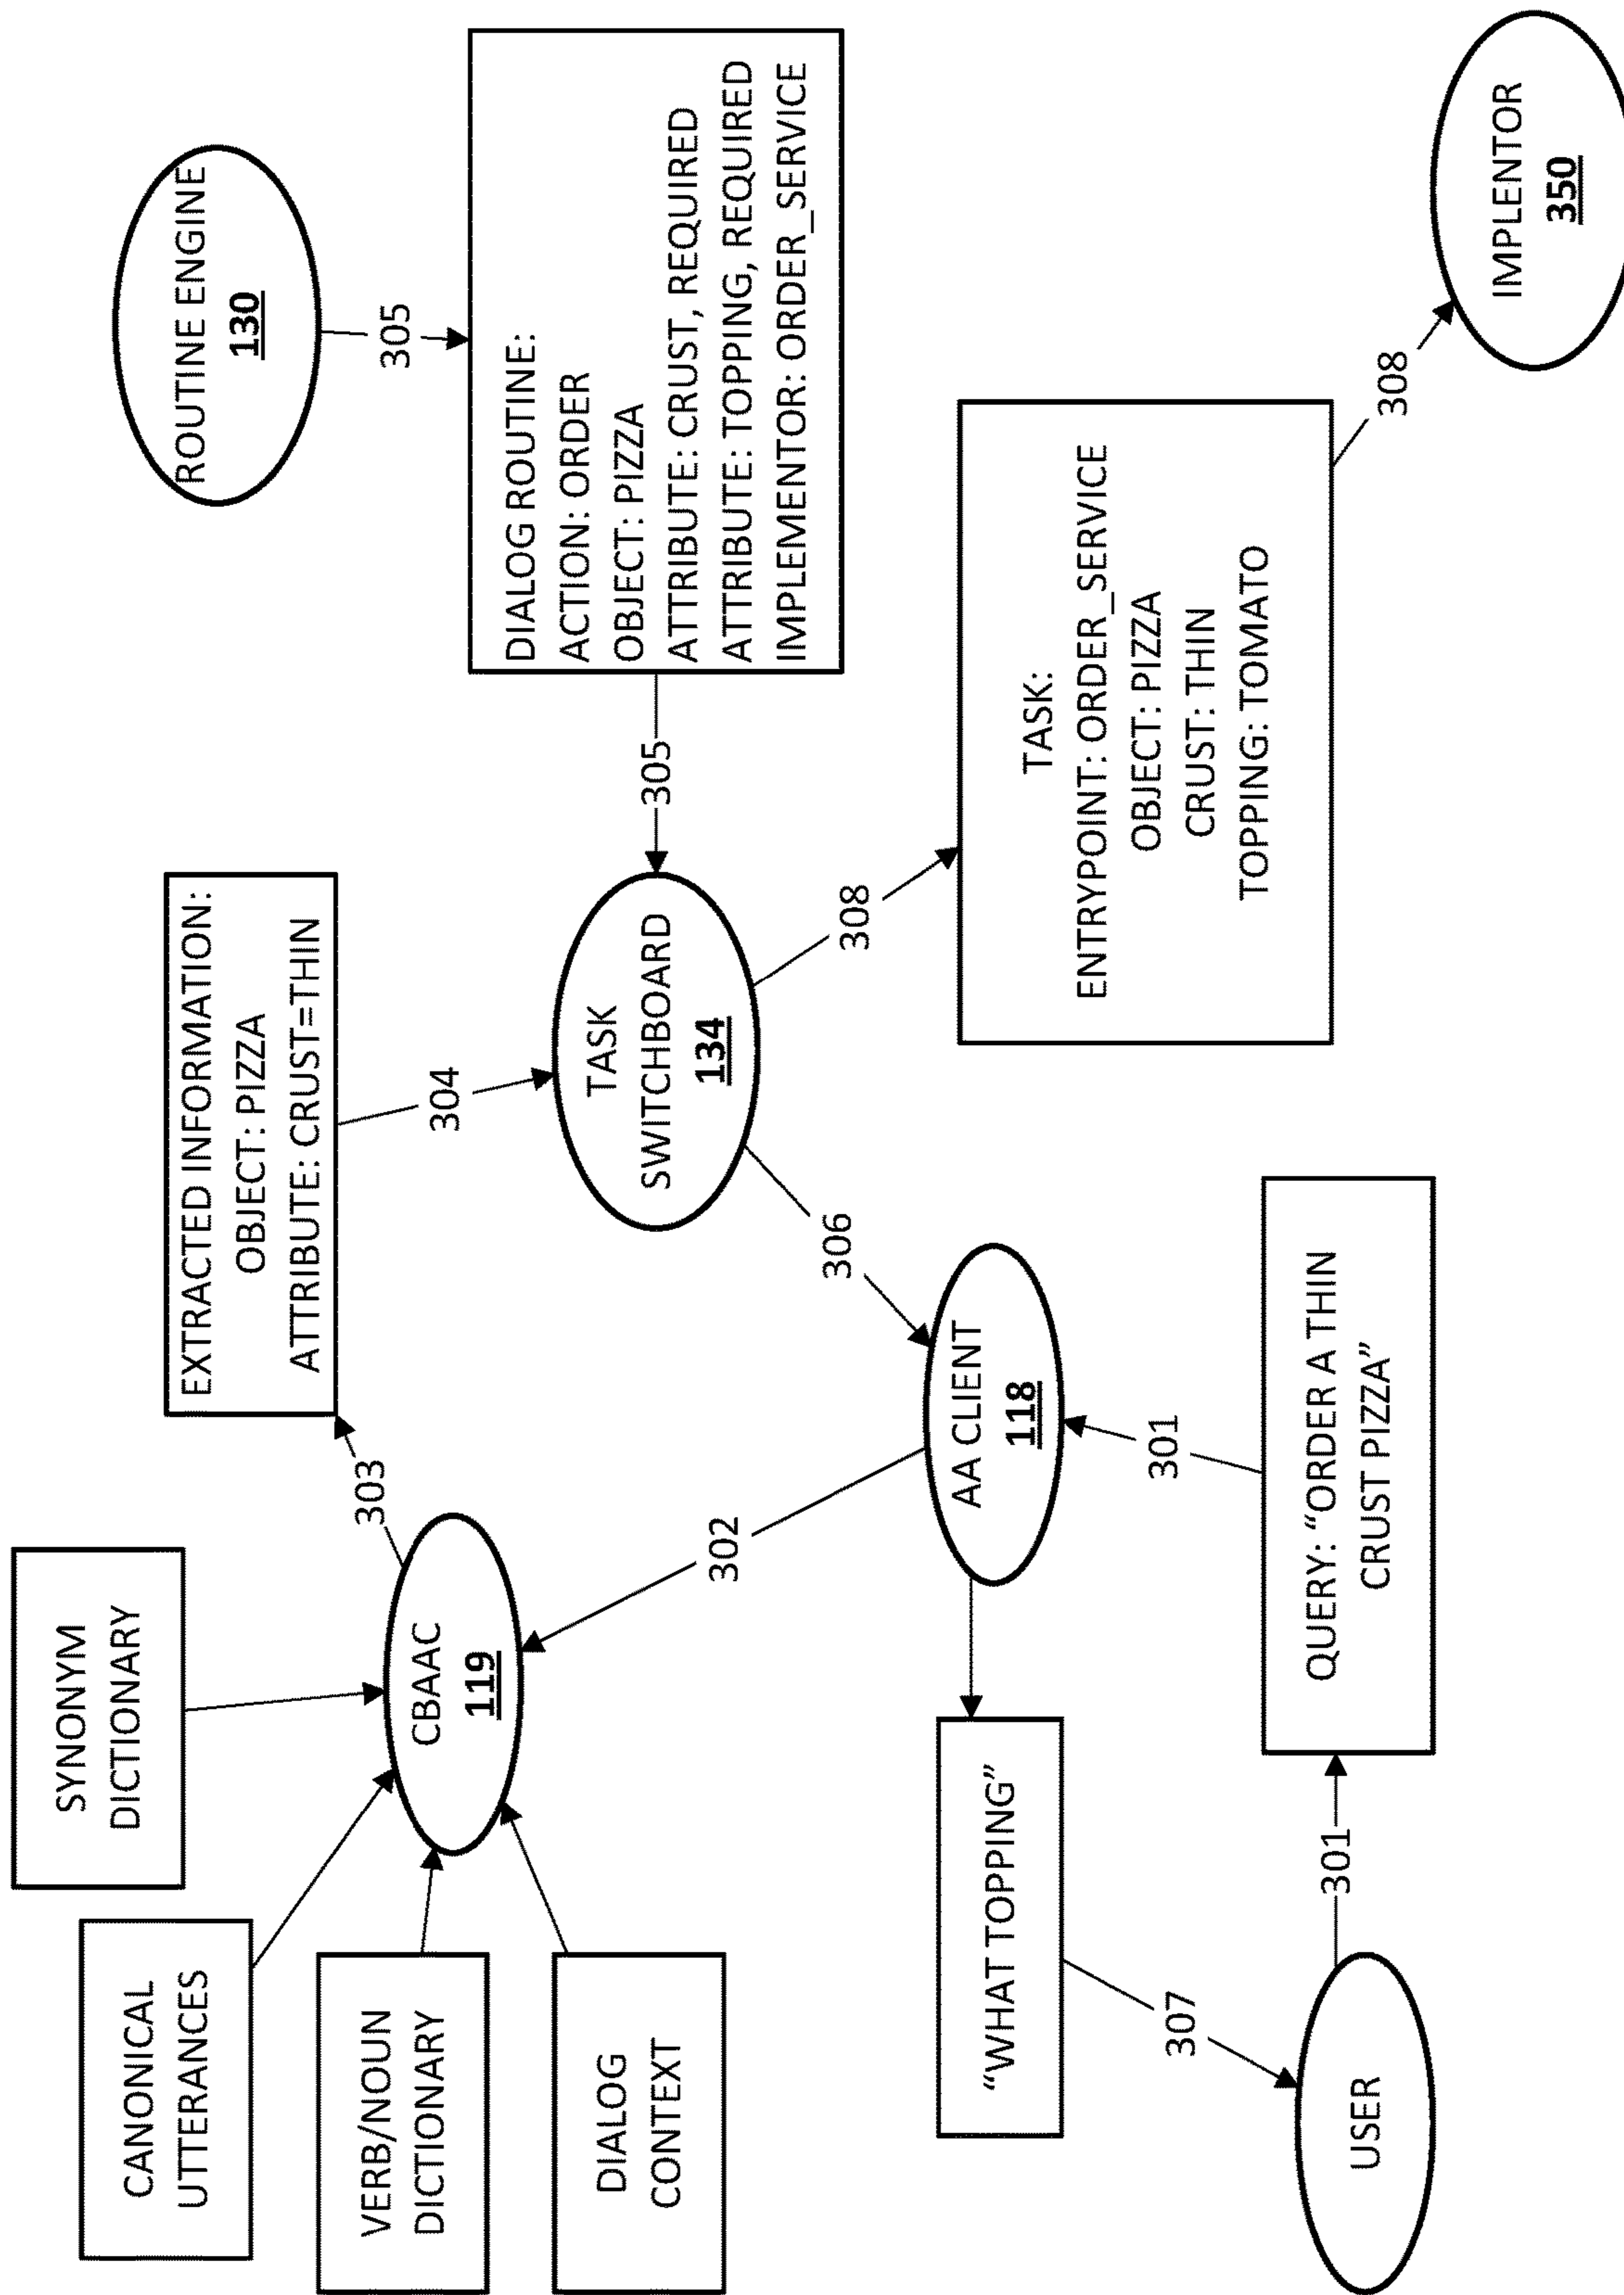 CANONICAL
UTTERANCES
SYNONYM
DICTIONARY
VERB/NOUN
DICTIONARY
DIALOG
CONTEXT
CBAAC
119
303
EXTRACTED INFORMATION:
OBJECT: PIZZA
ATTRIBUTE: CRUST=THIN
304
ROUTINE ENGINE
130
305
DIALOG ROUTINE:
ACTION: ORDER
OBJECT: PIZZA
ATTRIBUTE: CRUST, REQUIRED
ATTRIBUTE: TOPPING, REQUIRED
IMPLEMENTOR: ORDER_SERVICE
305
TASK
SWITCHBOARD
134
302
306
308
AA CLIENT
118
"WHAT TOPPING"
307
USER
301
QUERY: "ORDER A THIN
CRUST PIZZA”
301
TASK:
ENTRYPOINT: ORDER_SERVICE
OBJECT: PIZZA
CRUST: THIN
TOPPING: TOMATO
308
IMPLENTOR
350